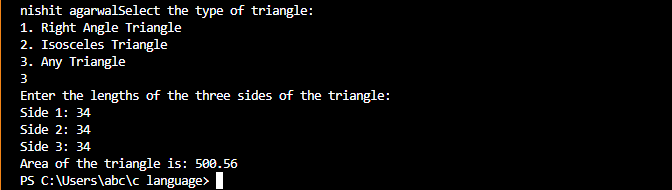 nishit agarwalSelect the type of triangle:
1. Right Angle Triangle
2. Isosceles Triangle
3. Any Triangle
3
Enter the lengths of the three sides of the triangle:
Side 1: 34
Side 2: 34
Side 3: 34
Area of the triangle is: 500.56
PS C:\Users\abc\c language>